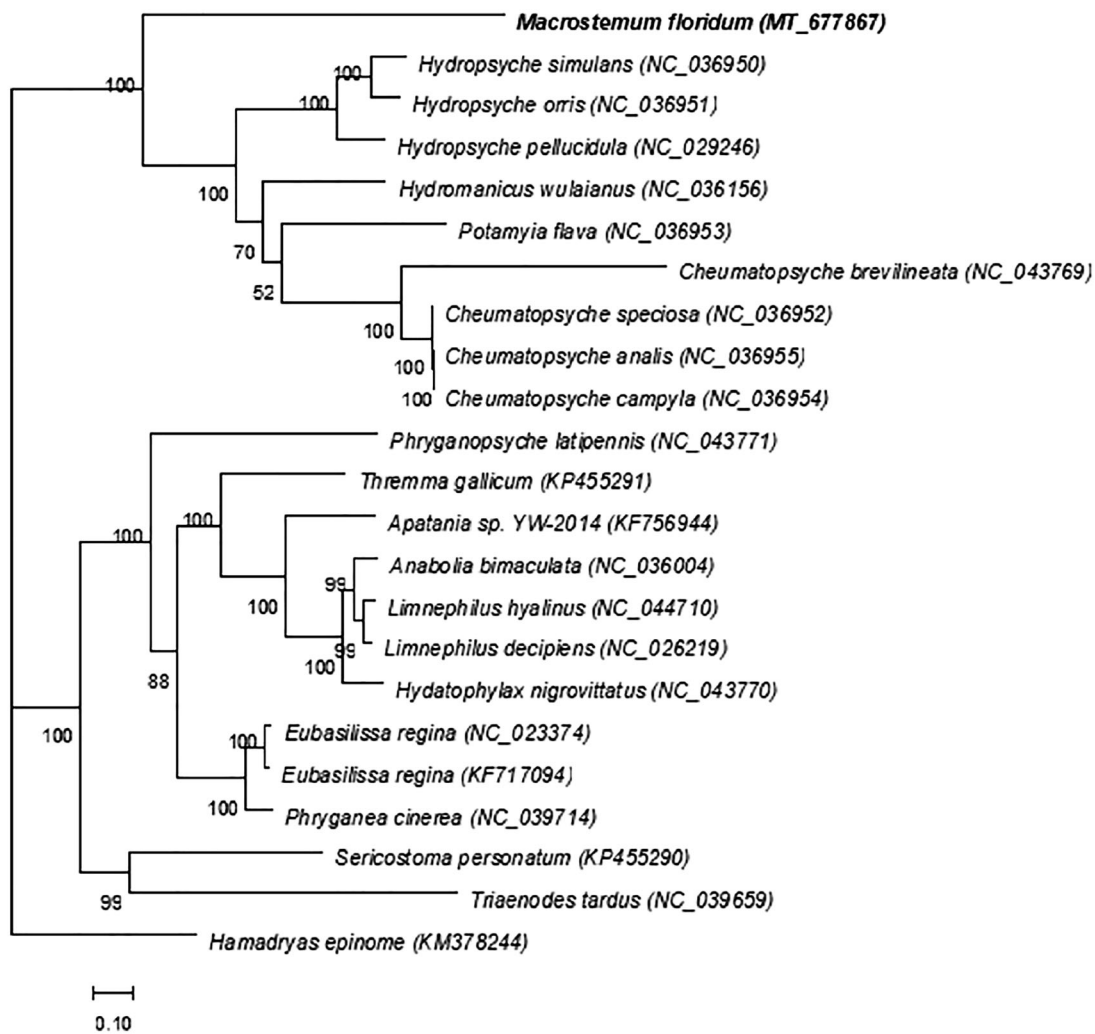 Macrostemum floridum (MT_677867)
Hydropsyche simulans (NC_036950)
100
100
Hydropsyche orris (NC_036951)
100
Hydropsyche pellucidula (NC_029246)
100
Hydromanicus wulaianus (NC_036156)
Potamyia flava (NC_036953)
70
Cheumatopsyche brevilineata (NC_043769)
52
Cheumatopsyche speciosa (NC_036952)
100
Cheumatopsyche analis (NC_036955)
100
Cheumatopsyche campyla (NC_036954)
100
Phryganopsyche latipennis (NC_043771)
Thremma gallicum (KP455291)
100
Apatania sp. YW-2014 (KF756944)
100
Anabolia bimaculata (NC_036004)
99
Limnephilus hyalinus (NC_044710)
100
Limnephilus decipiens (NC_026219)
99
100
88
Hydatophylax nigrovittatus (NC_043770)
Eubasilissa regina (NC_023374)
100
100
Eubasilissa regina (KF717094)
100
Phryganea cinerea (NC_039714)
Sericostoma personatum (KP455290)
99
Triaenodes tardus (NC_039659)
Hamadryas epinome (KM378244)
0.10